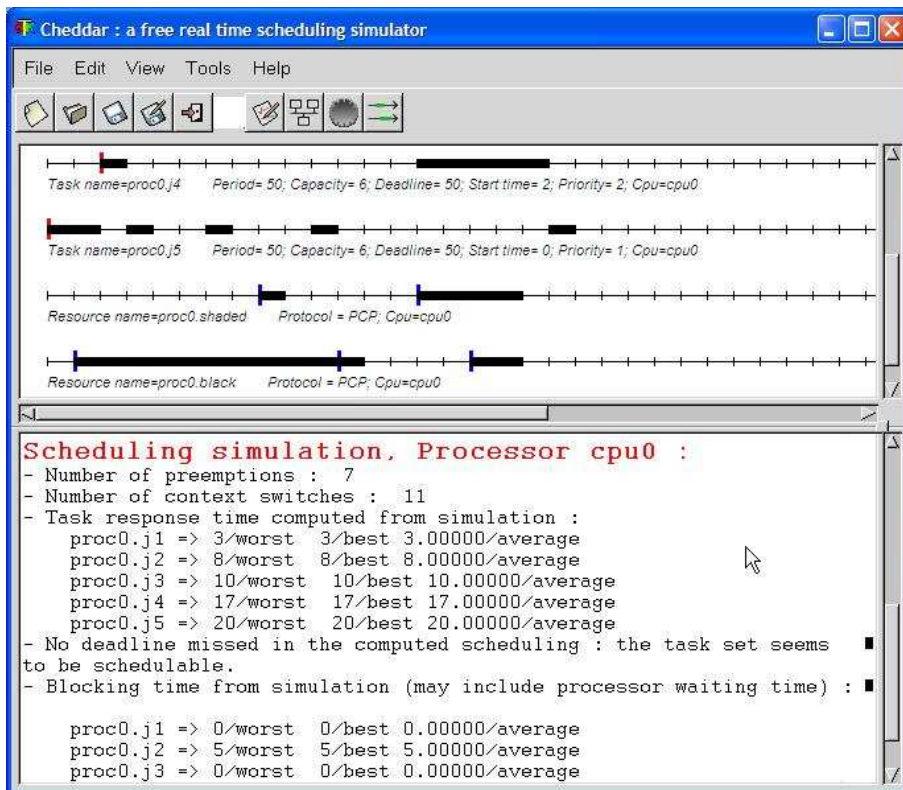 Cheddar : a free real time scheduling simulator
File Edit View Tools Help
Task name=proc0.j4 Period= 50; Capacity= 6; Deadline= 50; Start time= 2; Priority= 2; Cpu=cpu0
Task name=proc0.j5 Period= 50; Capacity= 6; Deadline= 50; Start time= 0; Priority= 1; Cpu=cpu0
Resource name=proc0.shaded Protocol = PCP; Cpu=cpu0
Resource name=proc0.black Protocol = PCP; Cpu=cpu0
Scheduling simulation, Processor cpu0 :
- Number of preemptions : 7
- Number of context switches : 11
- Task response time computed from simulation :
proc0.j1 => 3/worst 3/best 3.00000/average
proc0.j2 => 8/worst 8/best 8.00000/average
proc0.j3 => 10/worst 10/best 10.00000/average
proc0.j4 => 17/worst 17/best 17.00000/average
proc0.j5 => 20/worst 20/best 20.00000/average
- No deadline missed in the computed scheduling : the task set seems
to be schedulable.
- Blocking time from simulation (may include processor waiting time) :
proc0.j1 => 0/worst 0/best 0.00000/average
proc0.j2 => 5/worst 5/best 5.00000/average
proc0.j3 => 0/worst 0/best 0.00000/average